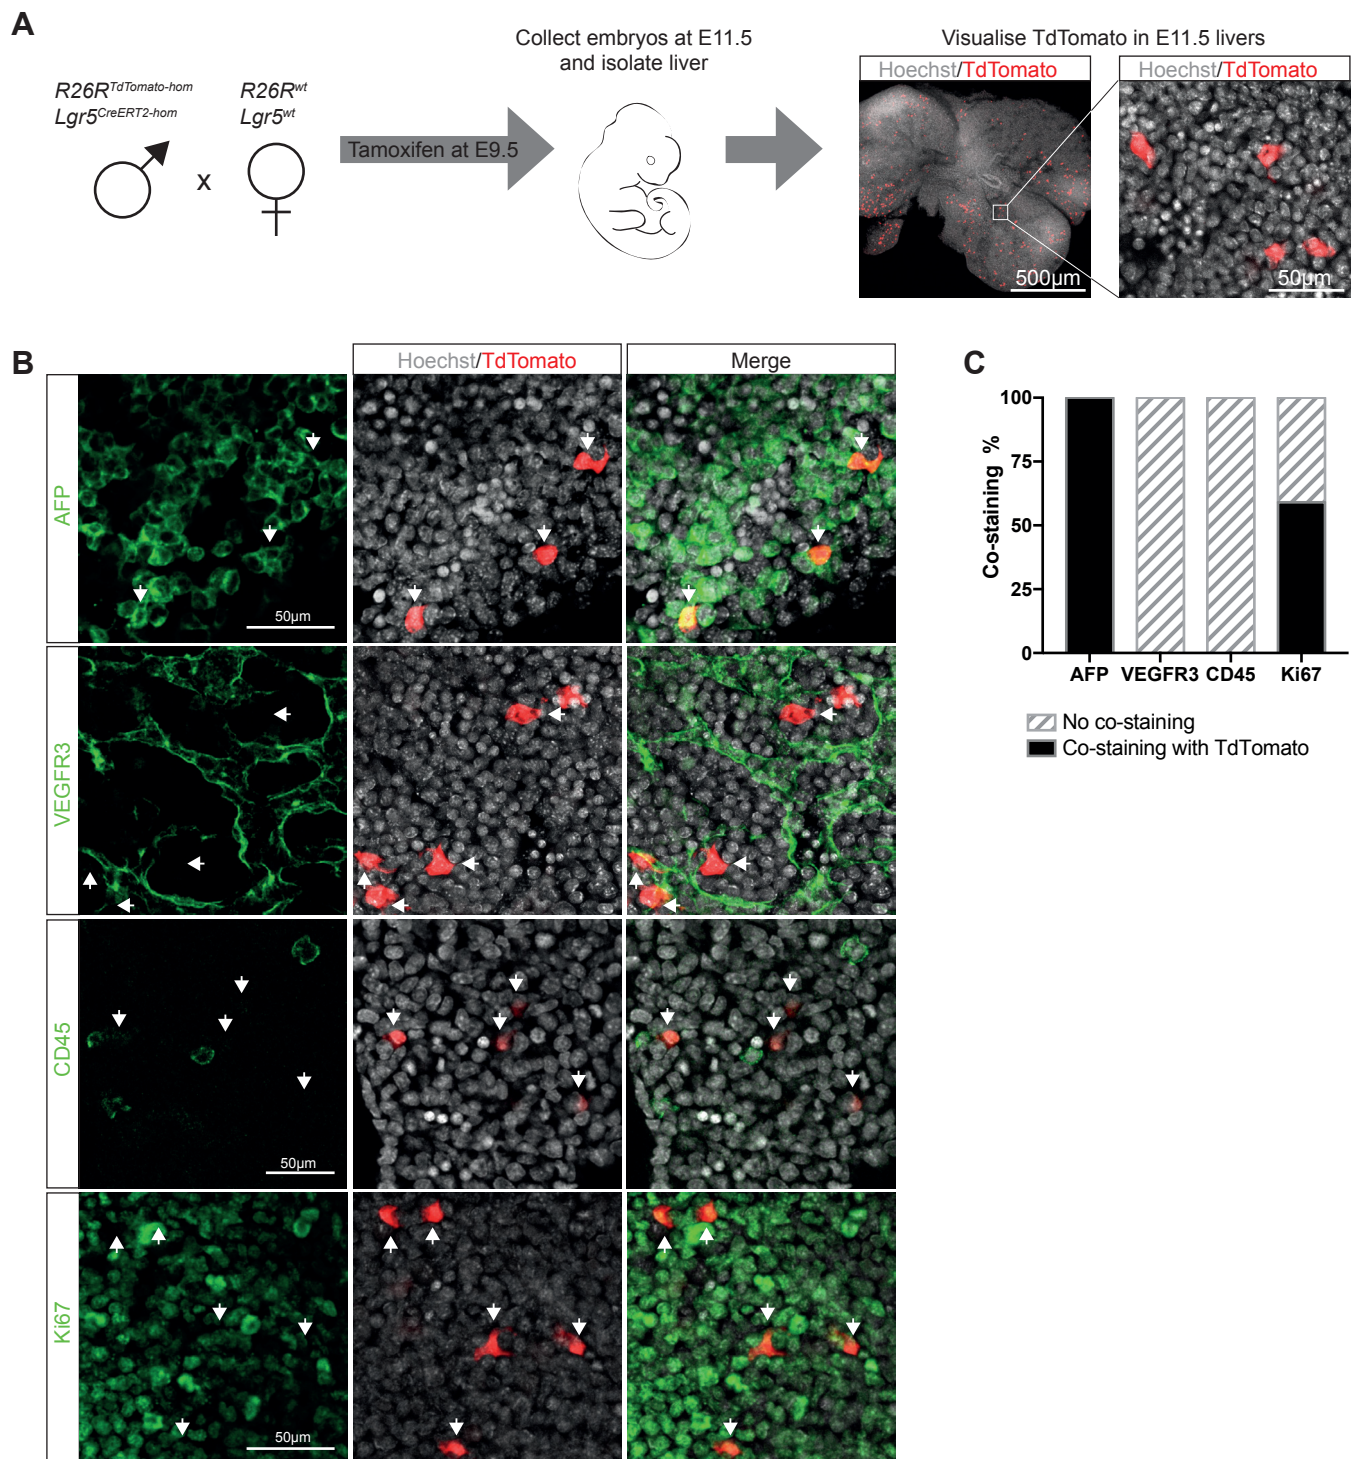 A
R26R^TdTomato-hom
Lgr5^CreERT2-hom
x
R26R^wt
Lgr5^wt
Tamoxifen at E9.5
Collect embryos at E11.5
and isolate liver
Visualise TdTomato in E11.5 livers
Hoechst/TdTomato
500µm
Hoechst/TdTomato
50µm
B
Hoechst/TdTomato
Merge
AFP
50µm
VEGFR3
CD45
50µm
Ki67
50µm
C
Co-staining %
100
75
50
25
0
AFP VEGFR3 CD45 Ki67
No co-staining
Co-staining with TdTomato